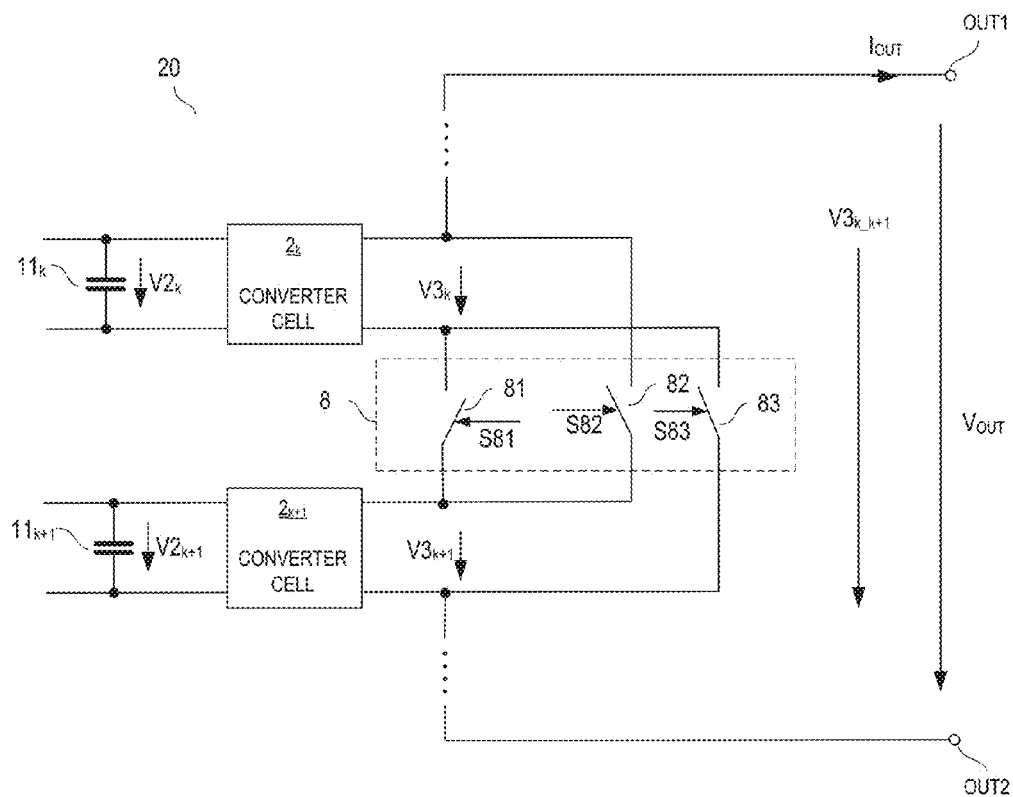 OUT1
IOUT
20
V3k_k+1
2k
11k
V2k
CONVERTER
CELL
V3k
8
81
82
83
S81
S82
S83
VOUT
2k+1
11k+1
V2k+1
CONVERTER
CELL
V3k+1
OUT2